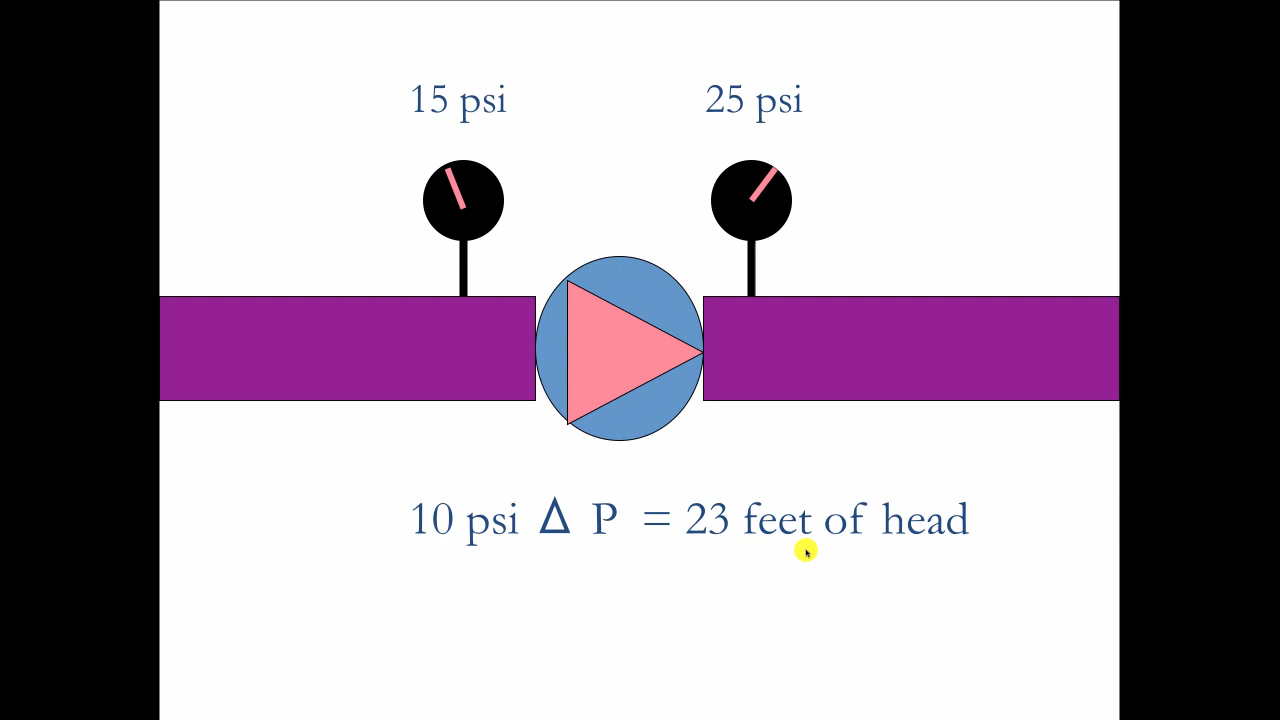 15 psi 25 psi
10 psi Δ P = 23 feet of head